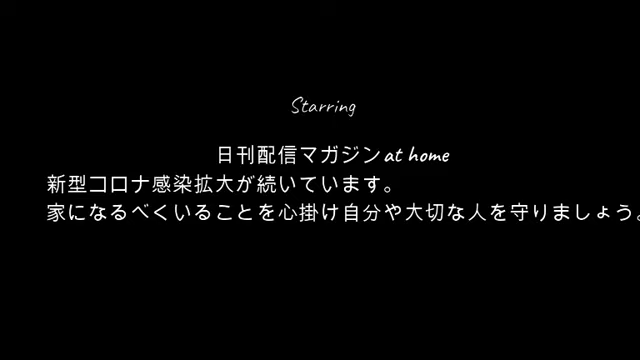 Starring
日刊配信マガジンat home
新型コロナ感染拡大が続いています。
家になるべくいることを心掛け自分や大切な人を守りましょう。